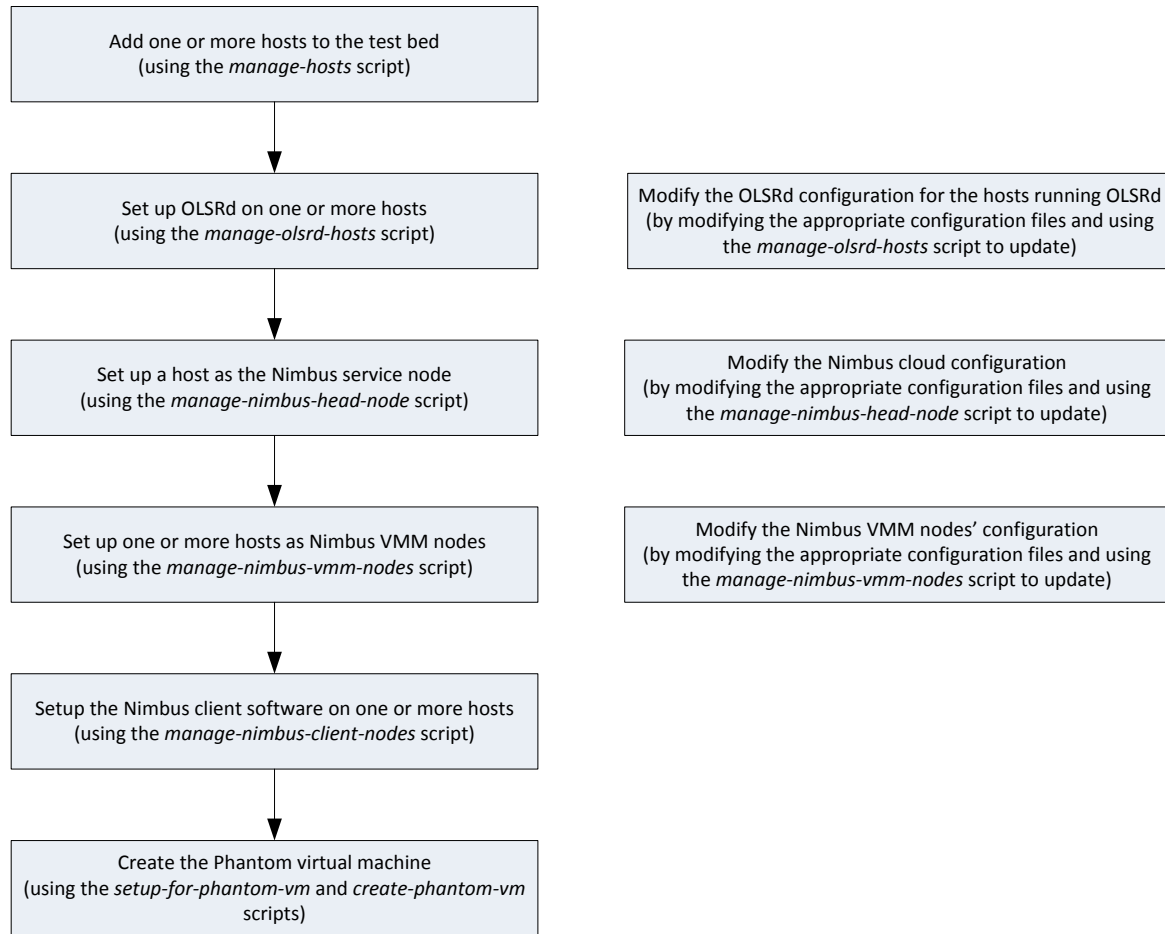 Add one or more hosts to the test bed
(using the manage-hosts script)
Set up OLSRd on one or more hosts
(using the manage-olsrd-hosts script)
Modify the OLSRd configuration for the hosts running OLSRd
(by modifying the appropriate configuration files and using
the manage-olsrd-hosts script to update)
Set up a host as the Nimbus service node
(using the manage-nimbus-head-node script)
Modify the Nimbus cloud configuration
(by modifying the appropriate configuration files and using
the manage-nimbus-head-node script to update)
Set up one or more hosts as Nimbus VMM nodes
(using the manage-nimbus-vmm-nodes script)
Modify the Nimbus VMM nodes’ configuration
(by modifying the appropriate configuration files and using
the manage-nimbus-vmm-nodes script to update)
Setup the Nimbus client software on one or more hosts
(using the manage-nimbus-client-nodes script)
Create the Phantom virtual machine
(using the setup-for-phantom-vm and create-phantom-vm
scripts)